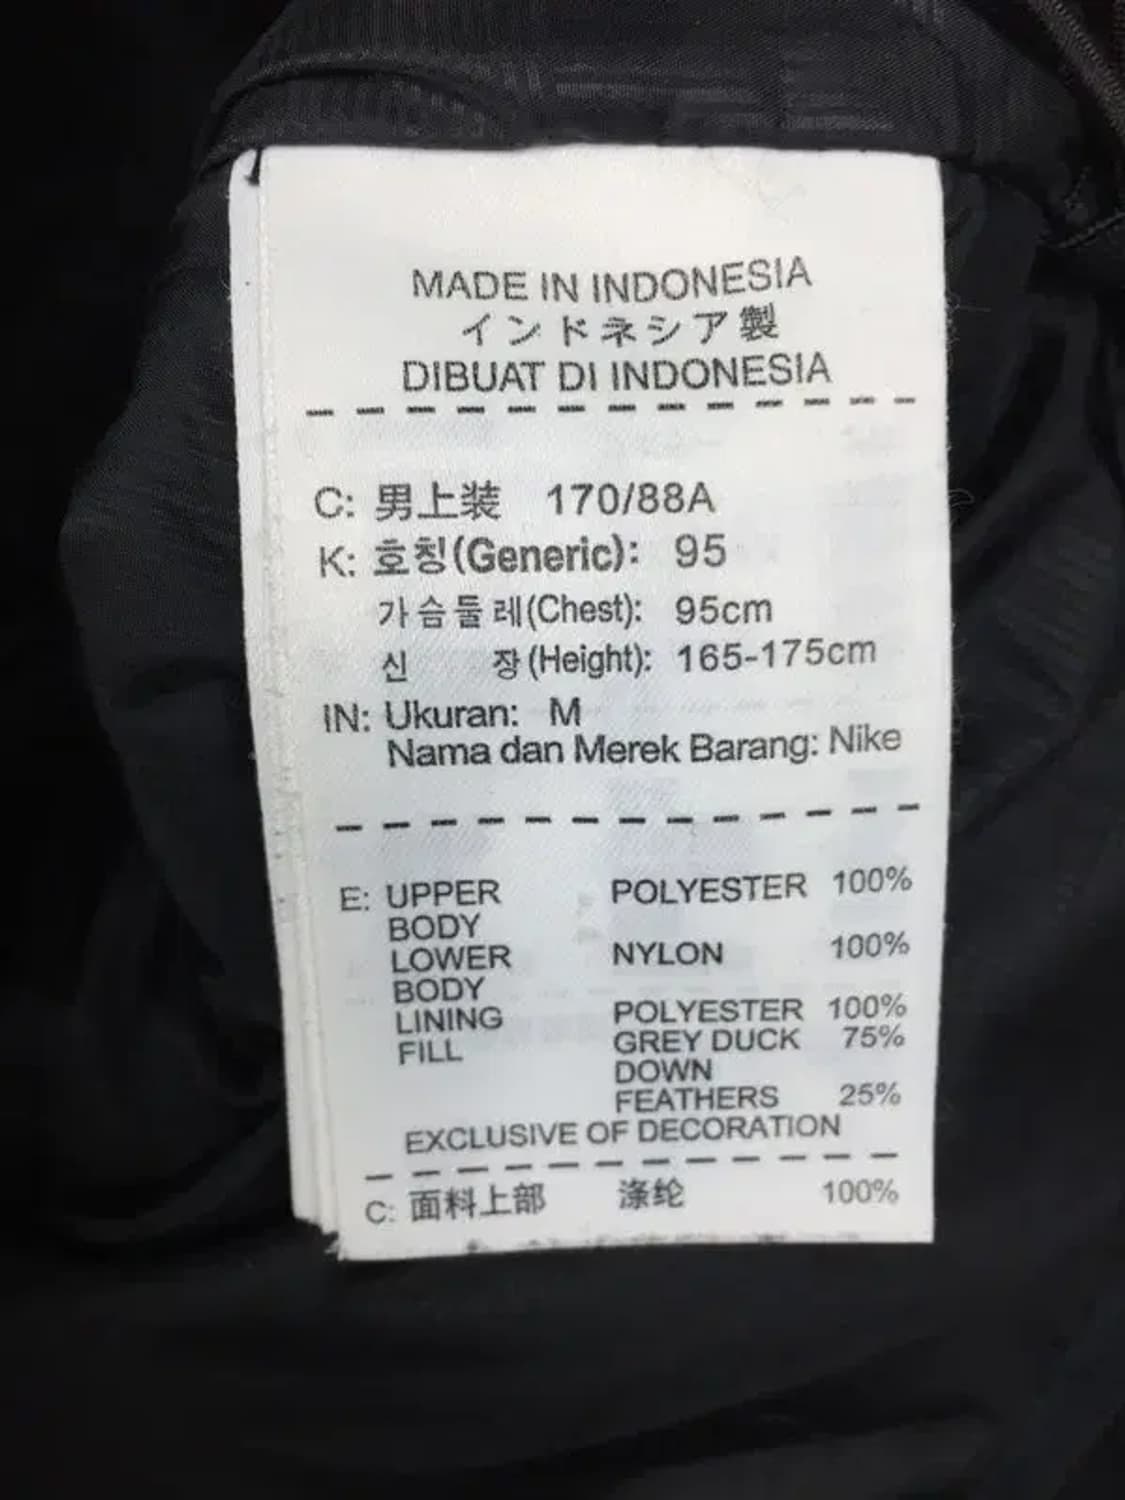 MADE IN INDONESIA
インドネシア製
DIBUAT DI INDONESIA
C: 男上装 170/88A
K: 호칭(Generic): 95
가슴둘레(Chest): 95cm
신 장(Height): 165-175cm
IN: Ukuran: M
Nama dan Merek Barang: Nike
E: UPPER POLYESTER 100%
BODY
LOWER NYLON 100%
BODY
LINING POLYESTER 100%
FILL GREY DUCK 75%
DOWN
FEATHERS 25%
EXCLUSIVE OF DECORATION
C: 面料上部 涤纶 100%